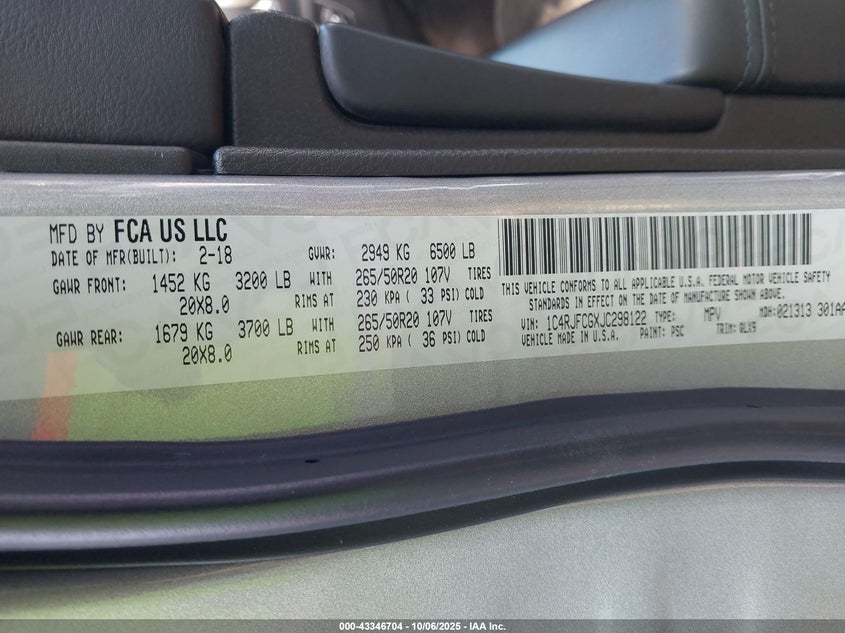 MFD BY FCA US LLC
DATE OF MFR(BUILT): 2-18 GVWR: 2949 KG 6500 LB
GAWR FRONT: 1452 KG 3200 LB WITH 265/50R20 107V TIRES
20X8.0 RIMS AT 230 KPA ( 33 PSI) COLD
GAWR REAR: 1679 KG 3700 LB WITH 265/50R20 107V TIRES
20X8.0 RIMS AT 250 KPA ( 36 PSI) COLD
THIS VEHICLE CONFORMS TO ALL APPLICABLE U.S.A. FEDERAL MOTOR VEHICLE SAFETY
STANDARDS IN EFFECT ON THE DATE OF MANUFACTURE SHOWN ABOVE.
VIN: 1C4RJFCGXJC298122 TYPE: MPV MDH:021313 301AA
VEHICLE MADE IN U.S.A. PAINT: PSC TRIM: GLX9
000-43346704 - 10/06/2025 - IAA Inc.